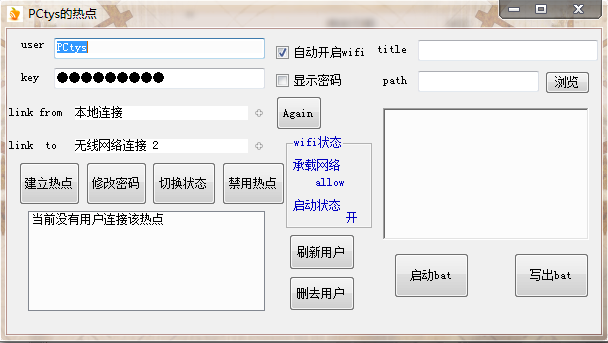 PCtys的热点
user PCtys
自动开启wifi
title
key ●●●●●●●●●
显示密码
path
浏览
link from 本地连接
Again
link to 无线网络连接 2
wifi状态
承载网络
allow
启动状态
开
建立热点 修改密码 切换状态 禁用热点
当前没有用户连接该热点
刷新用户
删去用户
启动bat
写出bat